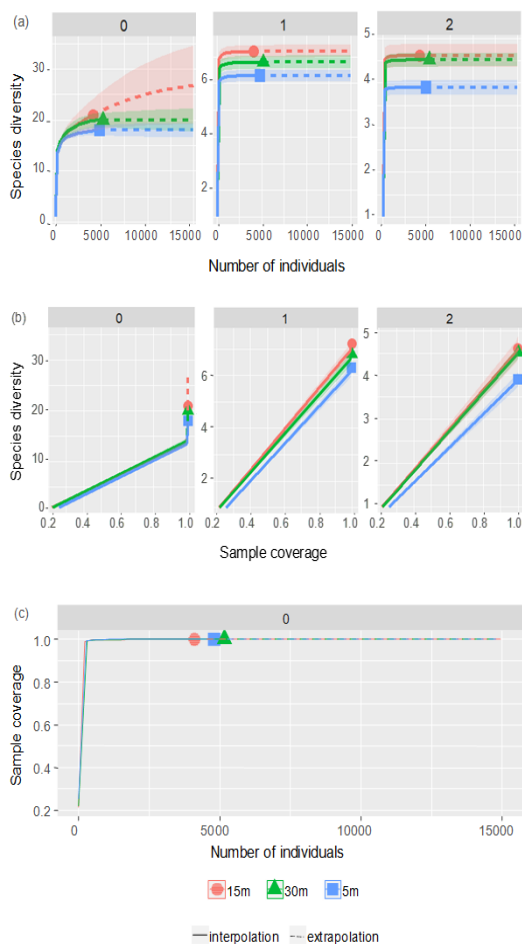 (a)
0 1 2
Species diversity
30
20
10
0
6
4
2
5
4
3
2
1
0 5000 10000 15000 0 5000 10000 15000 0 5000 10000 15000
Number of individuals
(b)
0 1 2
Species diversity
30
20
10
0
6
4
2
5
4
3
2
1
0.2 0.4 0.6 0.8 1.0 0.2 0.4 0.6 0.8 1.0 0.2 0.4 0.6 0.8 1.0
Sample coverage
(c)
0
Sample coverage
1.0
0.8
0.6
0.4
0.2
0 5000 10000 15000
Number of individuals
15m 30m 5m
interpolation extrapolation